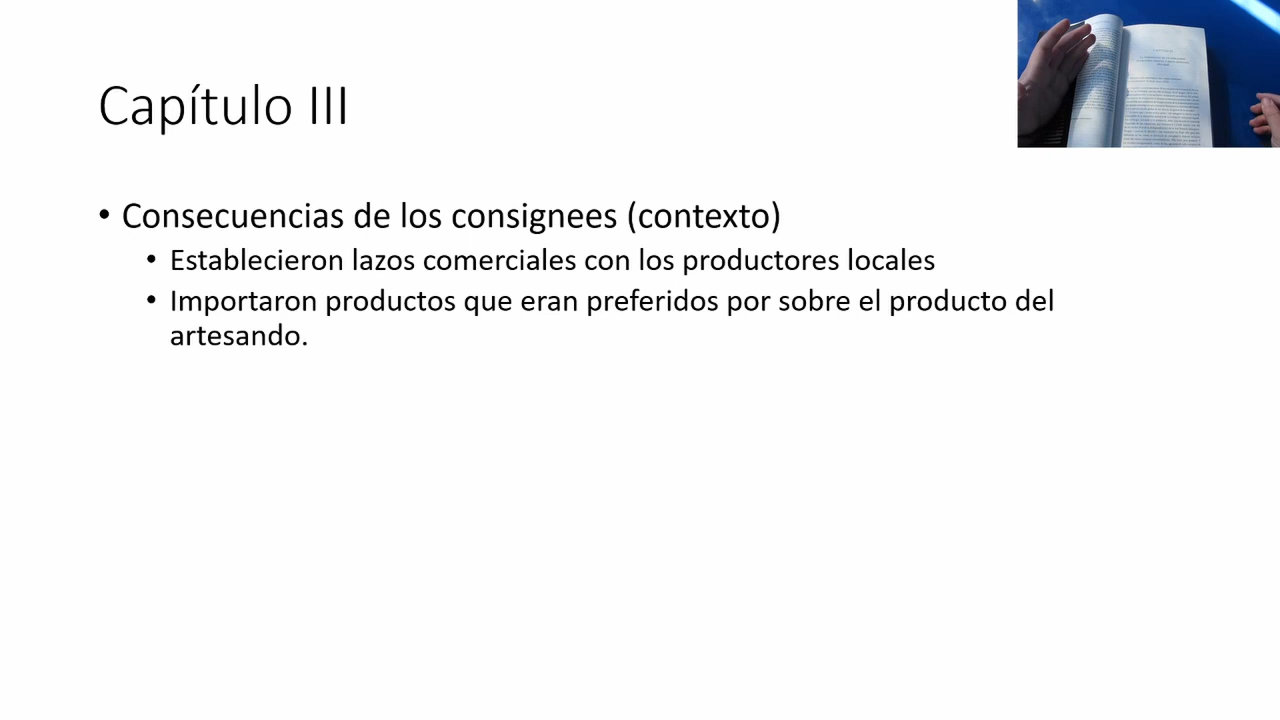 Capítulo III
• Consecuencias de los consignees (contexto)
• Establecieron lazos comerciales con los productores locales
• Importaron productos que eran preferidos por sobre el producto del
artesando.